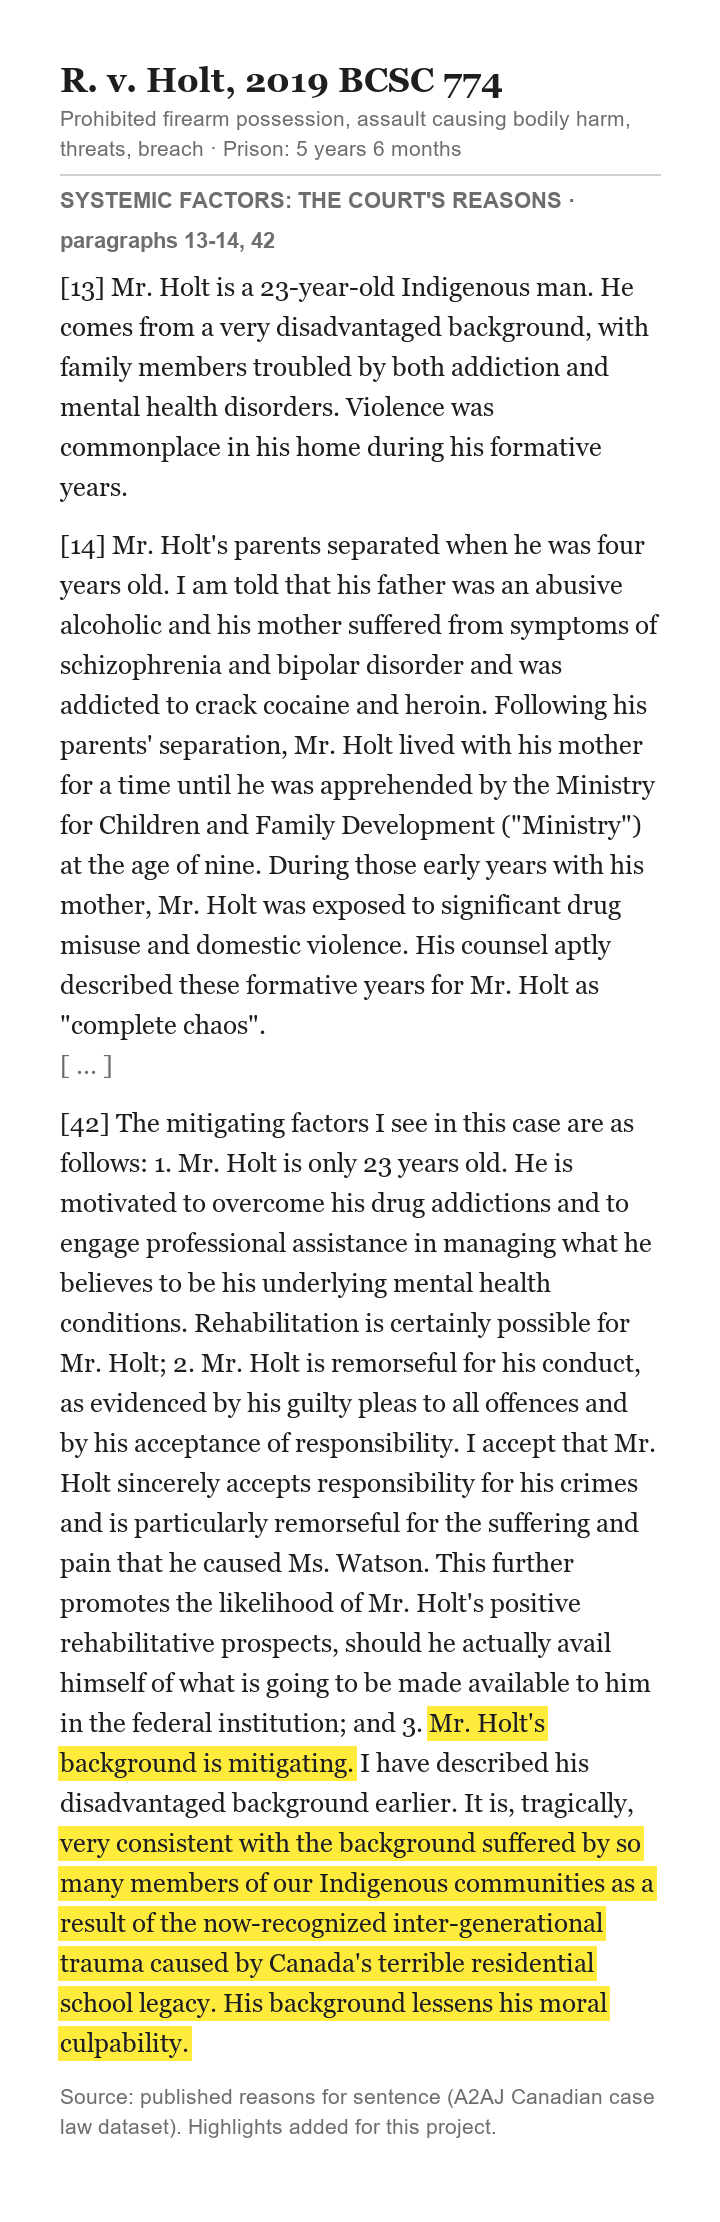 R. v. Holt, 2019 BCSC 774
Prohibited firearm possession, assault causing bodily harm,
threats, breach · Prison: 5 years 6 months
SYSTEMIC FACTORS: THE COURT'S REASONS ·
paragraphs 13-14, 42
[13] Mr. Holt is a 23-year-old Indigenous man. He
comes from a very disadvantaged background, with
family members troubled by both addiction and
mental health disorders. Violence was
commonplace in his home during his formative
years.
[14] Mr. Holt's parents separated when he was four
years old. I am told that his father was an abusive
alcoholic and his mother suffered from symptoms of
schizophrenia and bipolar disorder and was
addicted to crack cocaine and heroin. Following his
parents' separation, Mr. Holt lived with his mother
for a time until he was apprehended by the Ministry
for Children and Family Development ("Ministry")
at the age of nine. During those early years with his
mother, Mr. Holt was exposed to significant drug
misuse and domestic violence. His counsel aptly
described these formative years for Mr. Holt as
"complete chaos".
[ ... ]
[42] The mitigating factors I see in this case are as
follows: 1. Mr. Holt is only 23 years old. He is
motivated to overcome his drug addictions and to
engage professional assistance in managing what he
believes to be his underlying mental health
conditions. Rehabilitation is certainly possible for
Mr. Holt; 2. Mr. Holt is remorseful for his conduct,
as evidenced by his guilty pleas to all offences and
by his acceptance of responsibility. I accept that Mr.
Holt sincerely accepts responsibility for his crimes
and is particularly remorseful for the suffering and
pain that he caused Ms. Watson. This further
promotes the likelihood of Mr. Holt's positive
rehabilitative prospects, should he actually avail
himself of what is going to be made available to him
in the federal institution; and 3. Mr. Holt's
background is mitigating. I have described his
disadvantaged background earlier. It is, tragically,
very consistent with the background suffered by so
many members of our Indigenous communities as a
result of the now-recognized inter-generational
trauma caused by Canada's terrible residential
school legacy. His background lessens his moral
culpability.
Source: published reasons for sentence (A2AJ Canadian case
law dataset). Highlights added for this project.